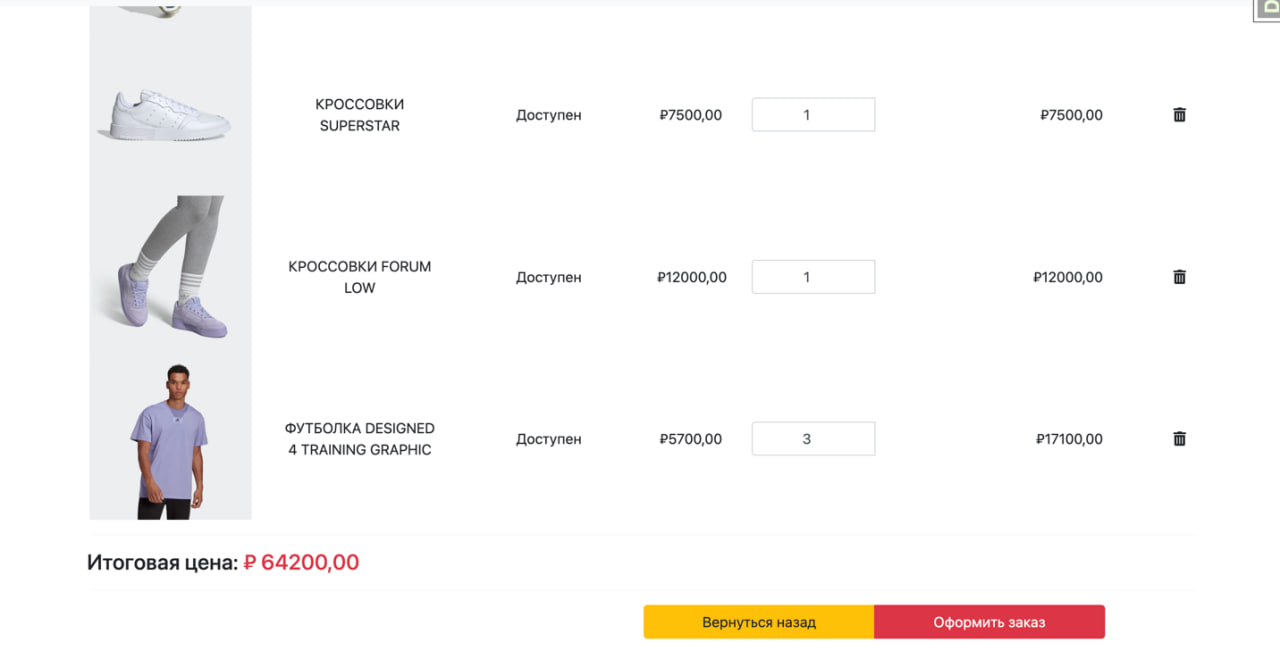 КРОССОВКИ
SUPERSTAR
Доступен
₽7500,00
1
₽7500,00
КРОССОВКИ FORUM
LOW
Доступен
₽12000,00
1
₽12000,00
ФУТБОЛКА DESIGNED
4 TRAINING GRAPHIC
Доступен
₽5700,00
3
₽17100,00
Итоговая цена: ₽ 64200,00
Вернуться назад
Оформить заказ